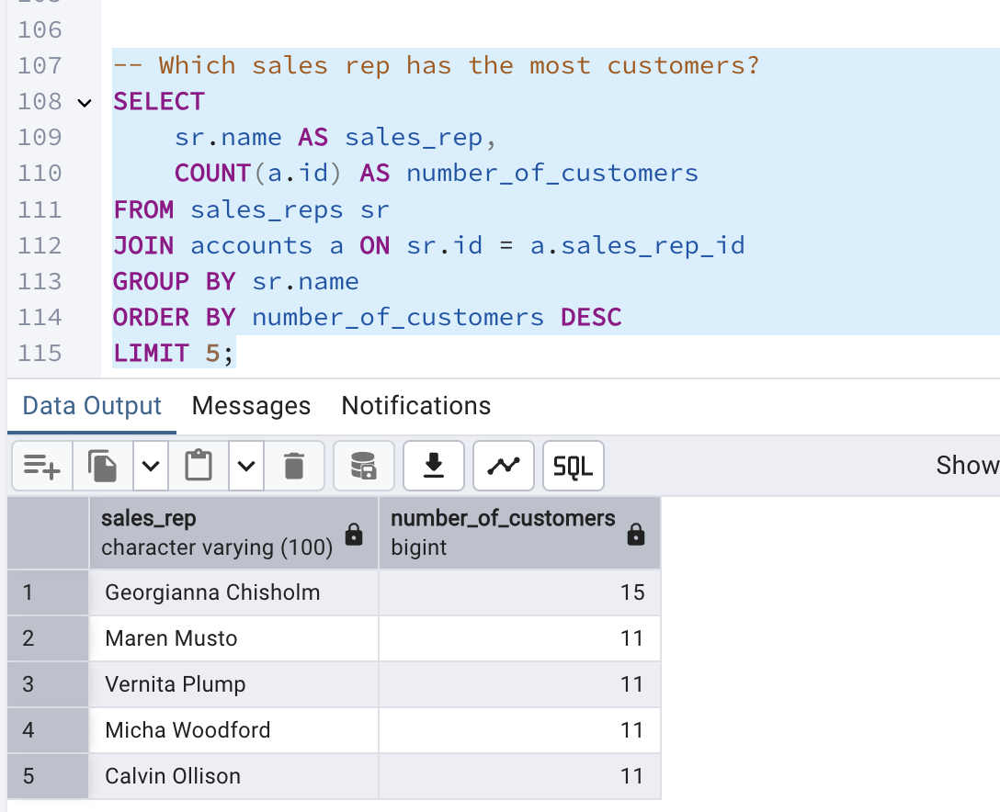 106
107 -- Which sales rep has the most customers?
108 SELECT
109 sr.name AS sales_rep,
110 COUNT(a.id) AS number_of_customers
111 FROM sales_reps sr
112 JOIN accounts a ON sr.id = a.sales_rep_id
113 GROUP BY sr.name
114 ORDER BY number_of_customers DESC
115 LIMIT 5;
Data Output Messages Notifications
SQL Show
sales_rep number_of_customers
character varying (100) bigint
1 Georgianna Chisholm 15
2 Maren Musto 11
3 Vernita Plump 11
4 Micha Woodford 11
5 Calvin Ollison 11